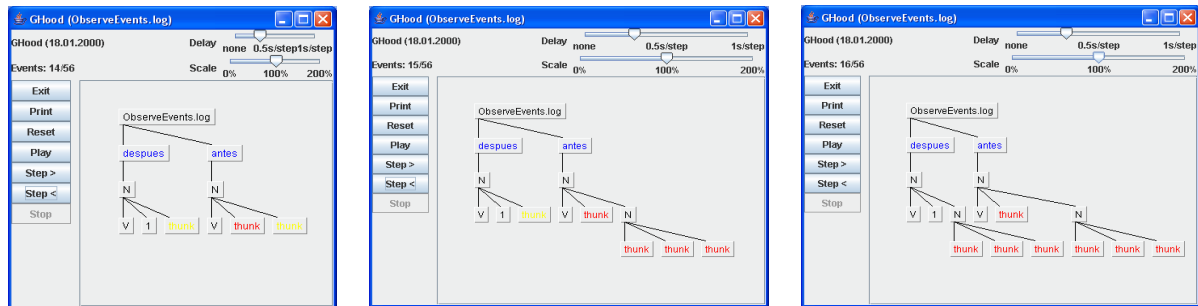 GHood (ObserveEvents.log)
GHood (18.01.2000)
Delay
none 0.5s/step1s/step
Events: 14/56
Scale
0% 100% 200%
Exit
Print
Reset
Play
Step >
Step <
Stop
ObserveEvents.log
despues antes
N N
V 1 thunk V thunk thunk
GHood (ObserveEvents.log)
GHood (18.01.2000)
Delay
none 0.5s/step 1s/step
Events: 15/56
Scale
0% 100% 200%
Exit
Print
Reset
Play
Step >
Step <
Stop
ObserveEvents.log
despues antes
N N
V 1 thunk V thunk N
thunk thunk thunk
GHood (ObserveEvents.log)
GHood (18.01.2000)
Delay
none 0.5s/step 1s/step
Events: 16/56
Scale
0% 100% 200%
Exit
Print
Reset
Play
Step >
Step <
Stop
ObserveEvents.log
despues antes
N N
V 1 N V thunk N
thunk thunk thunk thunk thunk thunk